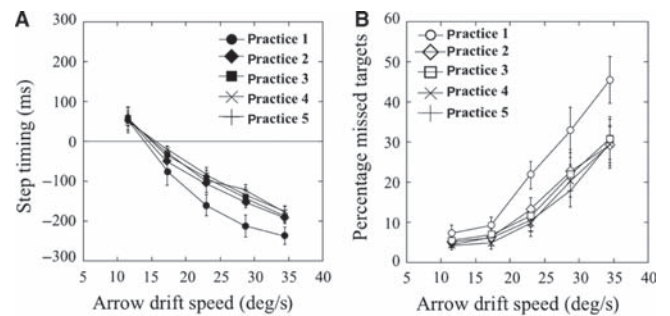 A
300
200
100
0
−100
−200
−300
5 10 15 20 25 30 35 40
Step timing (ms)
Arrow drift speed (deg/s)
Practice 1
Practice 2
Practice 3
Practice 4
Practice 5
B
60
50
40
30
20
10
0
5 10 15 20 25 30 35 40
Percentage missed targets
Arrow drift speed (deg/s)
Practice 1
Practice 2
Practice 3
Practice 4
Practice 5